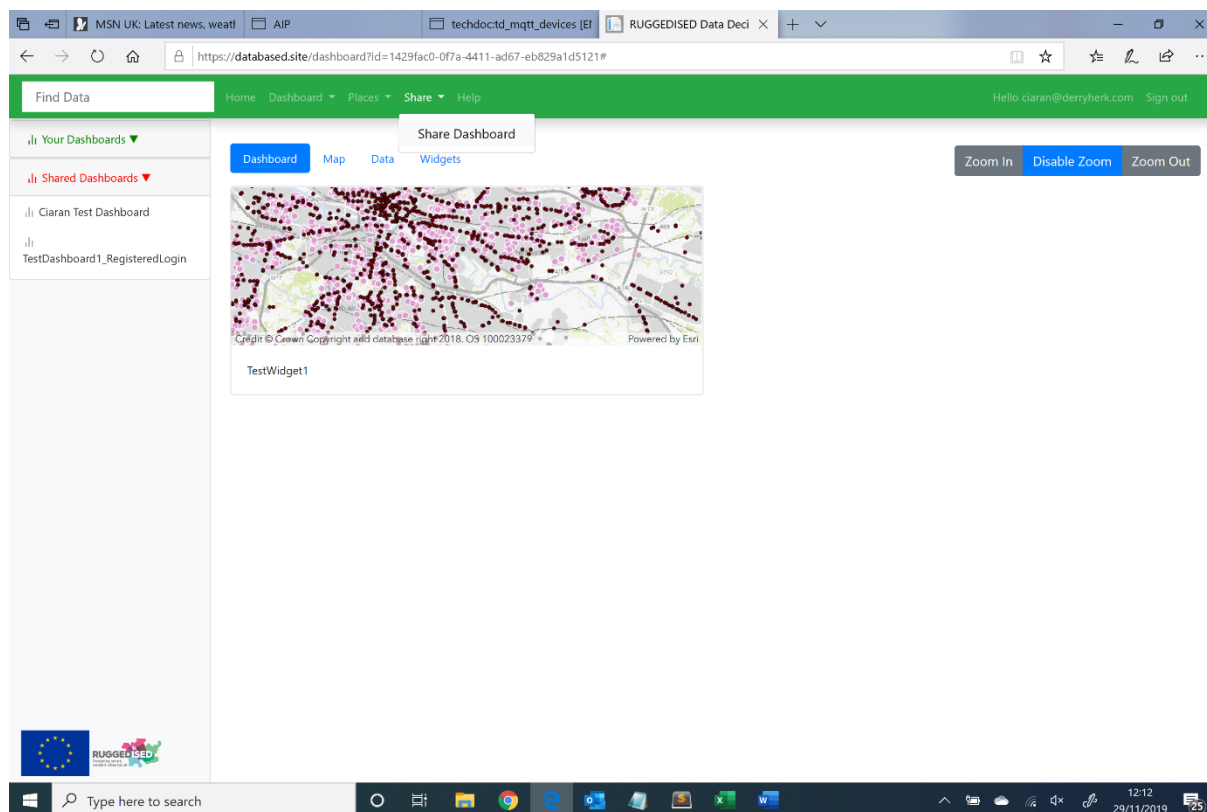 MSN UK: Latest news, weath
AIP
techdoc:td_mqtt_devices [EI
RUGGEDISED Data Deci
https://databased.site/dashboard?id=1429fac0-0f7a-4411-ad67-eb829a1d5121#
Find Data
Home Dashboard Places Share Help
Hello ciaran@derryherk.com Sign out
Share Dashboard
Your Dashboards
Shared Dashboards
Ciaran Test Dashboard
TestDashboard1_RegisteredLogin
Dashboard Map Data Widgets
Zoom In Disable Zoom Zoom Out
Credit © Crown Copyright and database right 2018. OS 100023379
Powered by Esri
TestWidget1
RUGGEDISED
Type here to search
12:12
29/11/2019
25